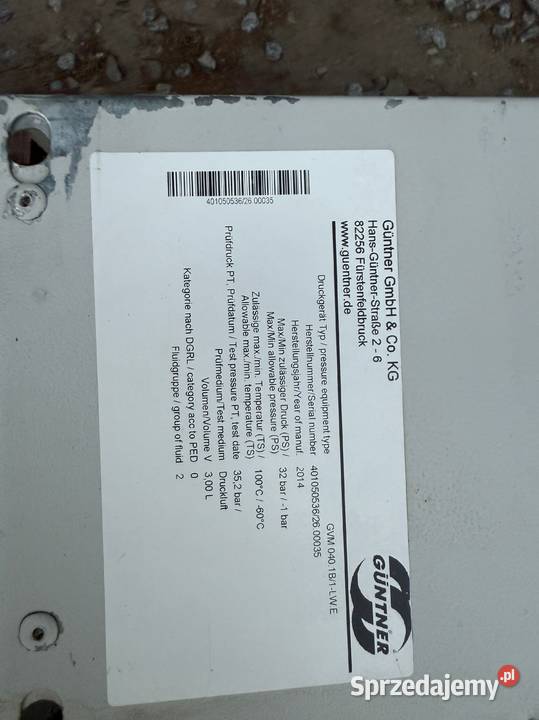 Güntner GmbH & Co. KG
Hans-Güntner-Straße 2 - 6
82256 Fürstenfeldbruck
www.guentner.de
GÜNTNER
Druckgerät Typ / pressure equipment type GVM 040.1B/1-LW.E
Herstellnummer/Serial number 401050536/26.00035
Herstellungsjahr/Year of manuf. 2014
Max/Min zulässiger Druck (PS) /
Max/Min allowable pressure (PS) 32 bar / -1 bar
Zulässige max./min. Temperatur (TS) /
Allowable max./min. temperature (TS) 100°C / -60°C
Prüfdruck PT, Prüfdatum / Test pressure PT, test date 35,2 bar /
Prüfmedium/Test medium Druckluft
Volumen/Volume V 3,00 L
Kategorie nach DGRL / category acc to PED 0
Fluidgruppe / group of fluid 2
401050536/26.00035
Sprzedajemy.pl